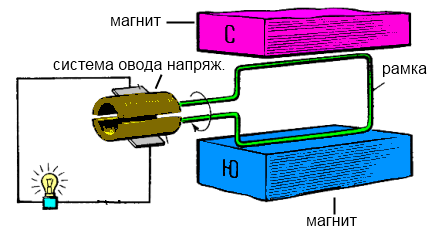 магнит
С
система овода напряж.
рамка
Ю
магнит